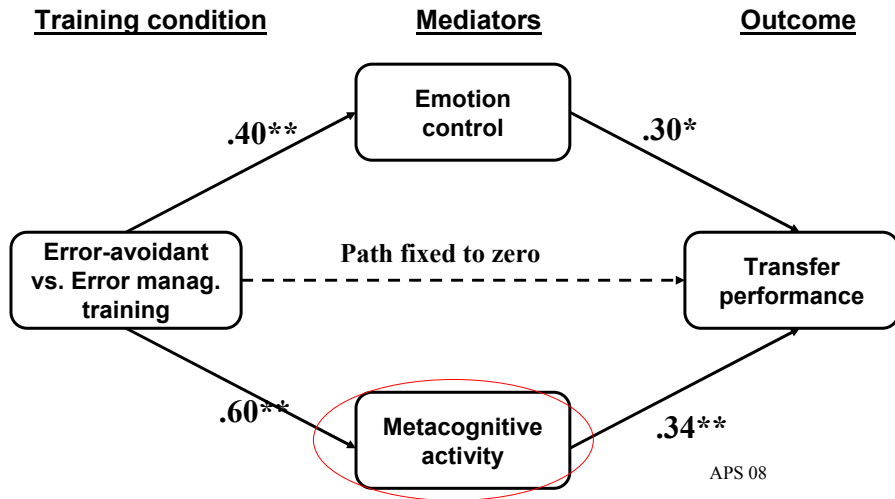 Training condition
Mediators
Outcome
Emotion
control
.40**
.30*
Error-avoidant
vs. Error manag.
training
Path fixed to zero
Transfer
performance
.60**
Metacognitive
activity
.34**
APS 08